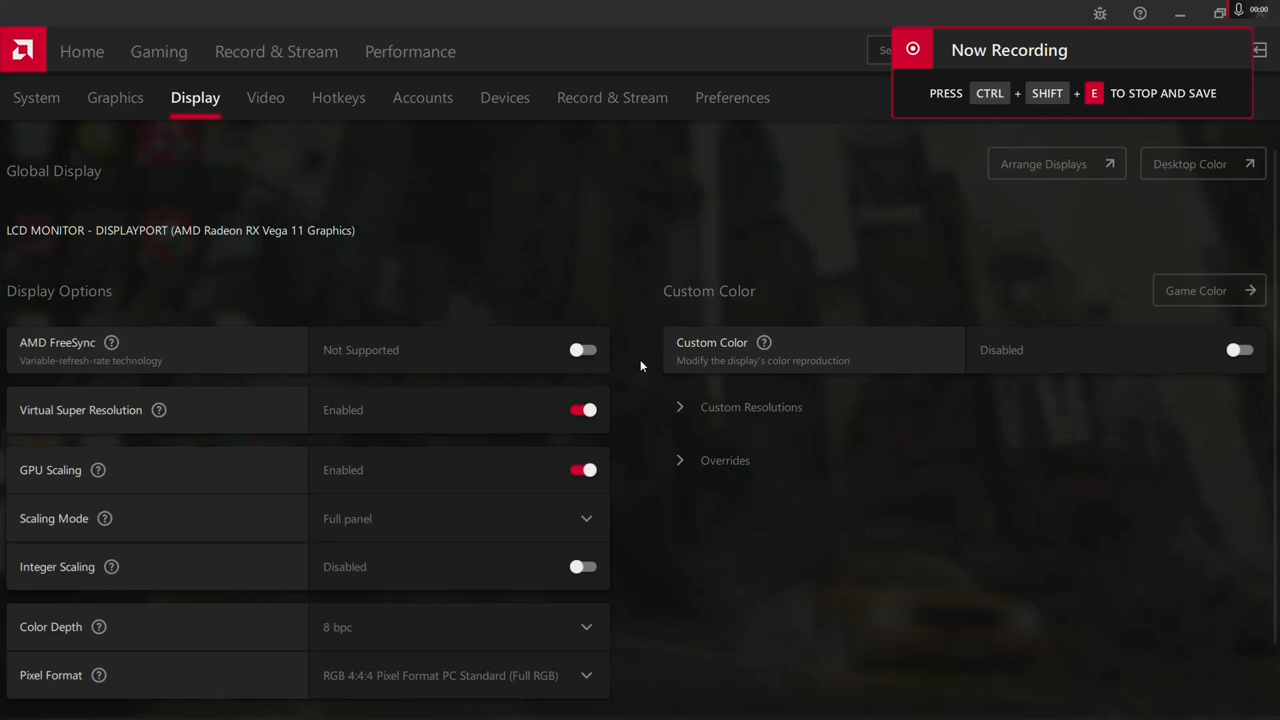 00:00
Home Gaming Record & Stream Performance
Se
Now Recording
PRESS CTRL + SHIFT + E TO STOP AND SAVE
System Graphics Display Video Hotkeys Accounts Devices Record & Stream Preferences
Global Display
Arrange Displays
Desktop Color
LCD MONITOR - DISPLAYPORT (AMD Radeon RX Vega 11 Graphics)
Display Options
AMD FreeSync ?
Variable-refresh-rate technology
Not Supported
Virtual Super Resolution ? Enabled
GPU Scaling ? Enabled
Scaling Mode ? Full panel
Integer Scaling ? Disabled
Color Depth ? 8 bpc
Pixel Format ? RGB 4:4:4 Pixel Format PC Standard (Full RGB)
Custom Color
Game Color
Custom Color ?
Modify the display's color reproduction
Disabled
Custom Resolutions
Overrides